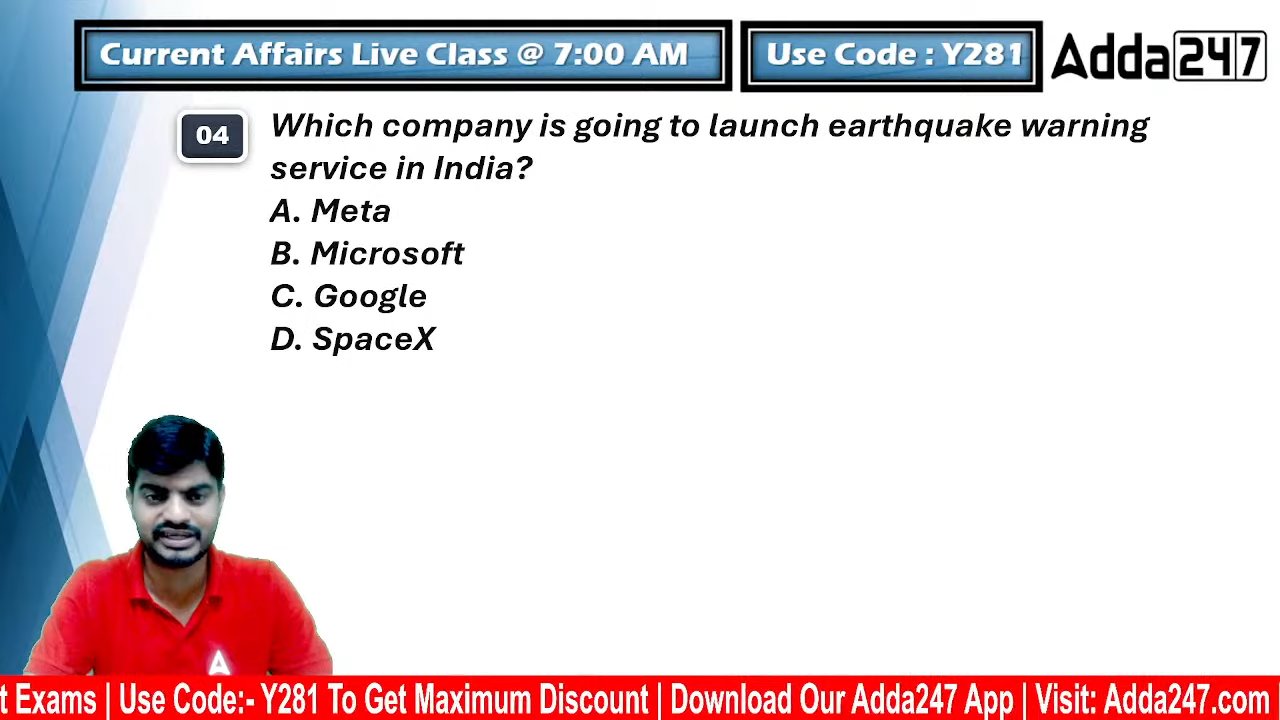 Current Affairs Live Class @ 7:00 AM
Use Code : Y281
Adda247
04
Which company is going to launch earthquake warning
service in India?
A. Meta
B. Microsoft
C. Google
D. SpaceX
t Exams | Use Code:- Y281 To Get Maximum Discount | Download Our Adda247 App | Visit: Adda247.com